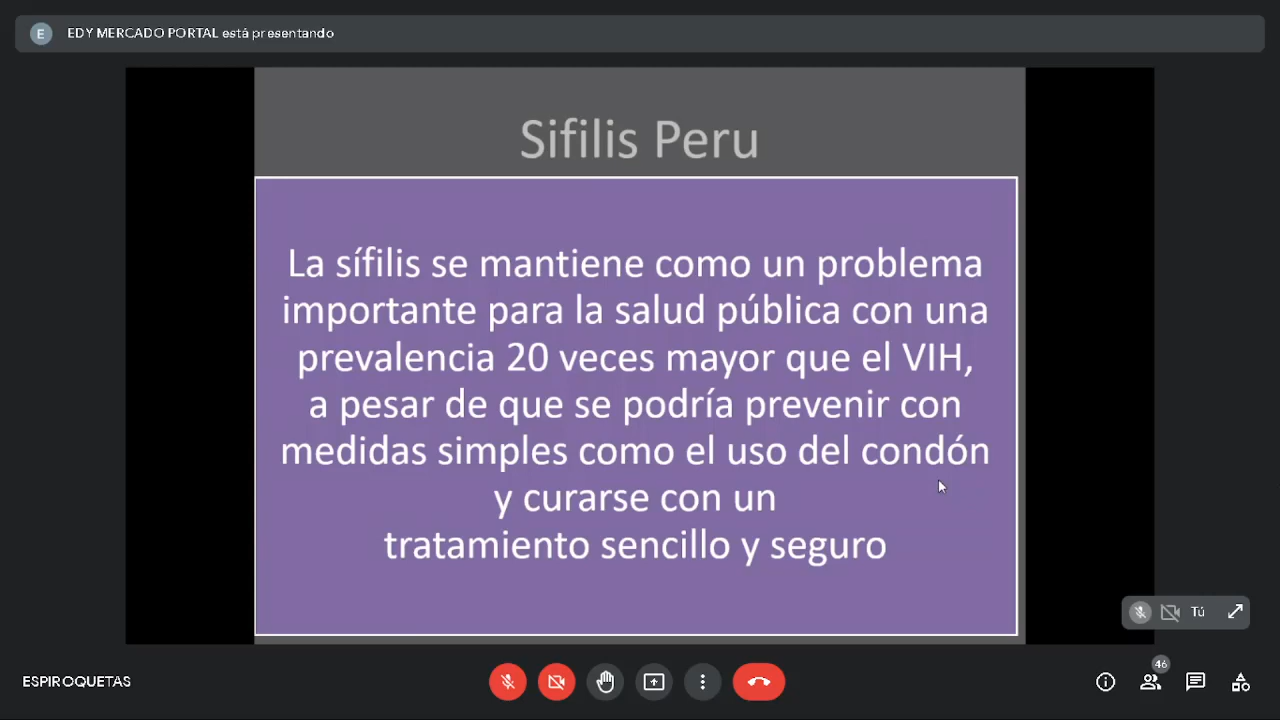 E
EDY MERCADO PORTAL está presentando
Sifilis Peru
La sífilis se mantiene como un problema
importante para la salud pública con una
prevalencia 20 veces mayor que el VIH,
a pesar de que se podría prevenir con
medidas simples como el uso del condón
y curarse con un
tratamiento sencillo y seguro
Tú
ESPIROQUETAS
46